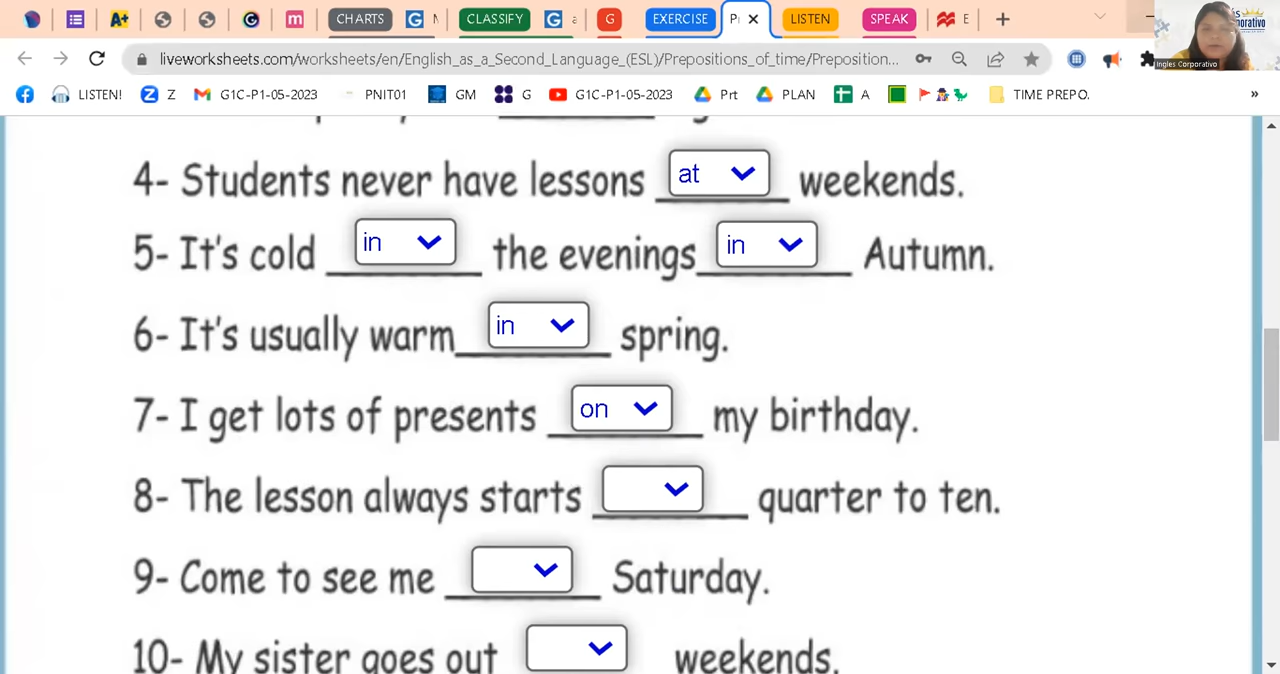 CHARTS
CLASSIFY
EXERCISE
LISTEN
SPEAK
E
liveworksheets.com/worksheets/en/English_as_a_Second_Language_(ESL)/Prepositions_of_time/Preposition...
Ingles Corporativo
LISTEN!
Z
G1C-P1-05-2023
PNIT01
GM
G
G1C-P1-05-2023
Prt
PLAN
A
TIME PREPO.
»
4- Students never have lessons at weekends.
5- It's cold in the evenings in Autumn.
6- It's usually warm in spring.
7- I get lots of presents on my birthday.
8- The lesson always starts quarter to ten.
9- Come to see me Saturday.
10- My sister goes out weekends.